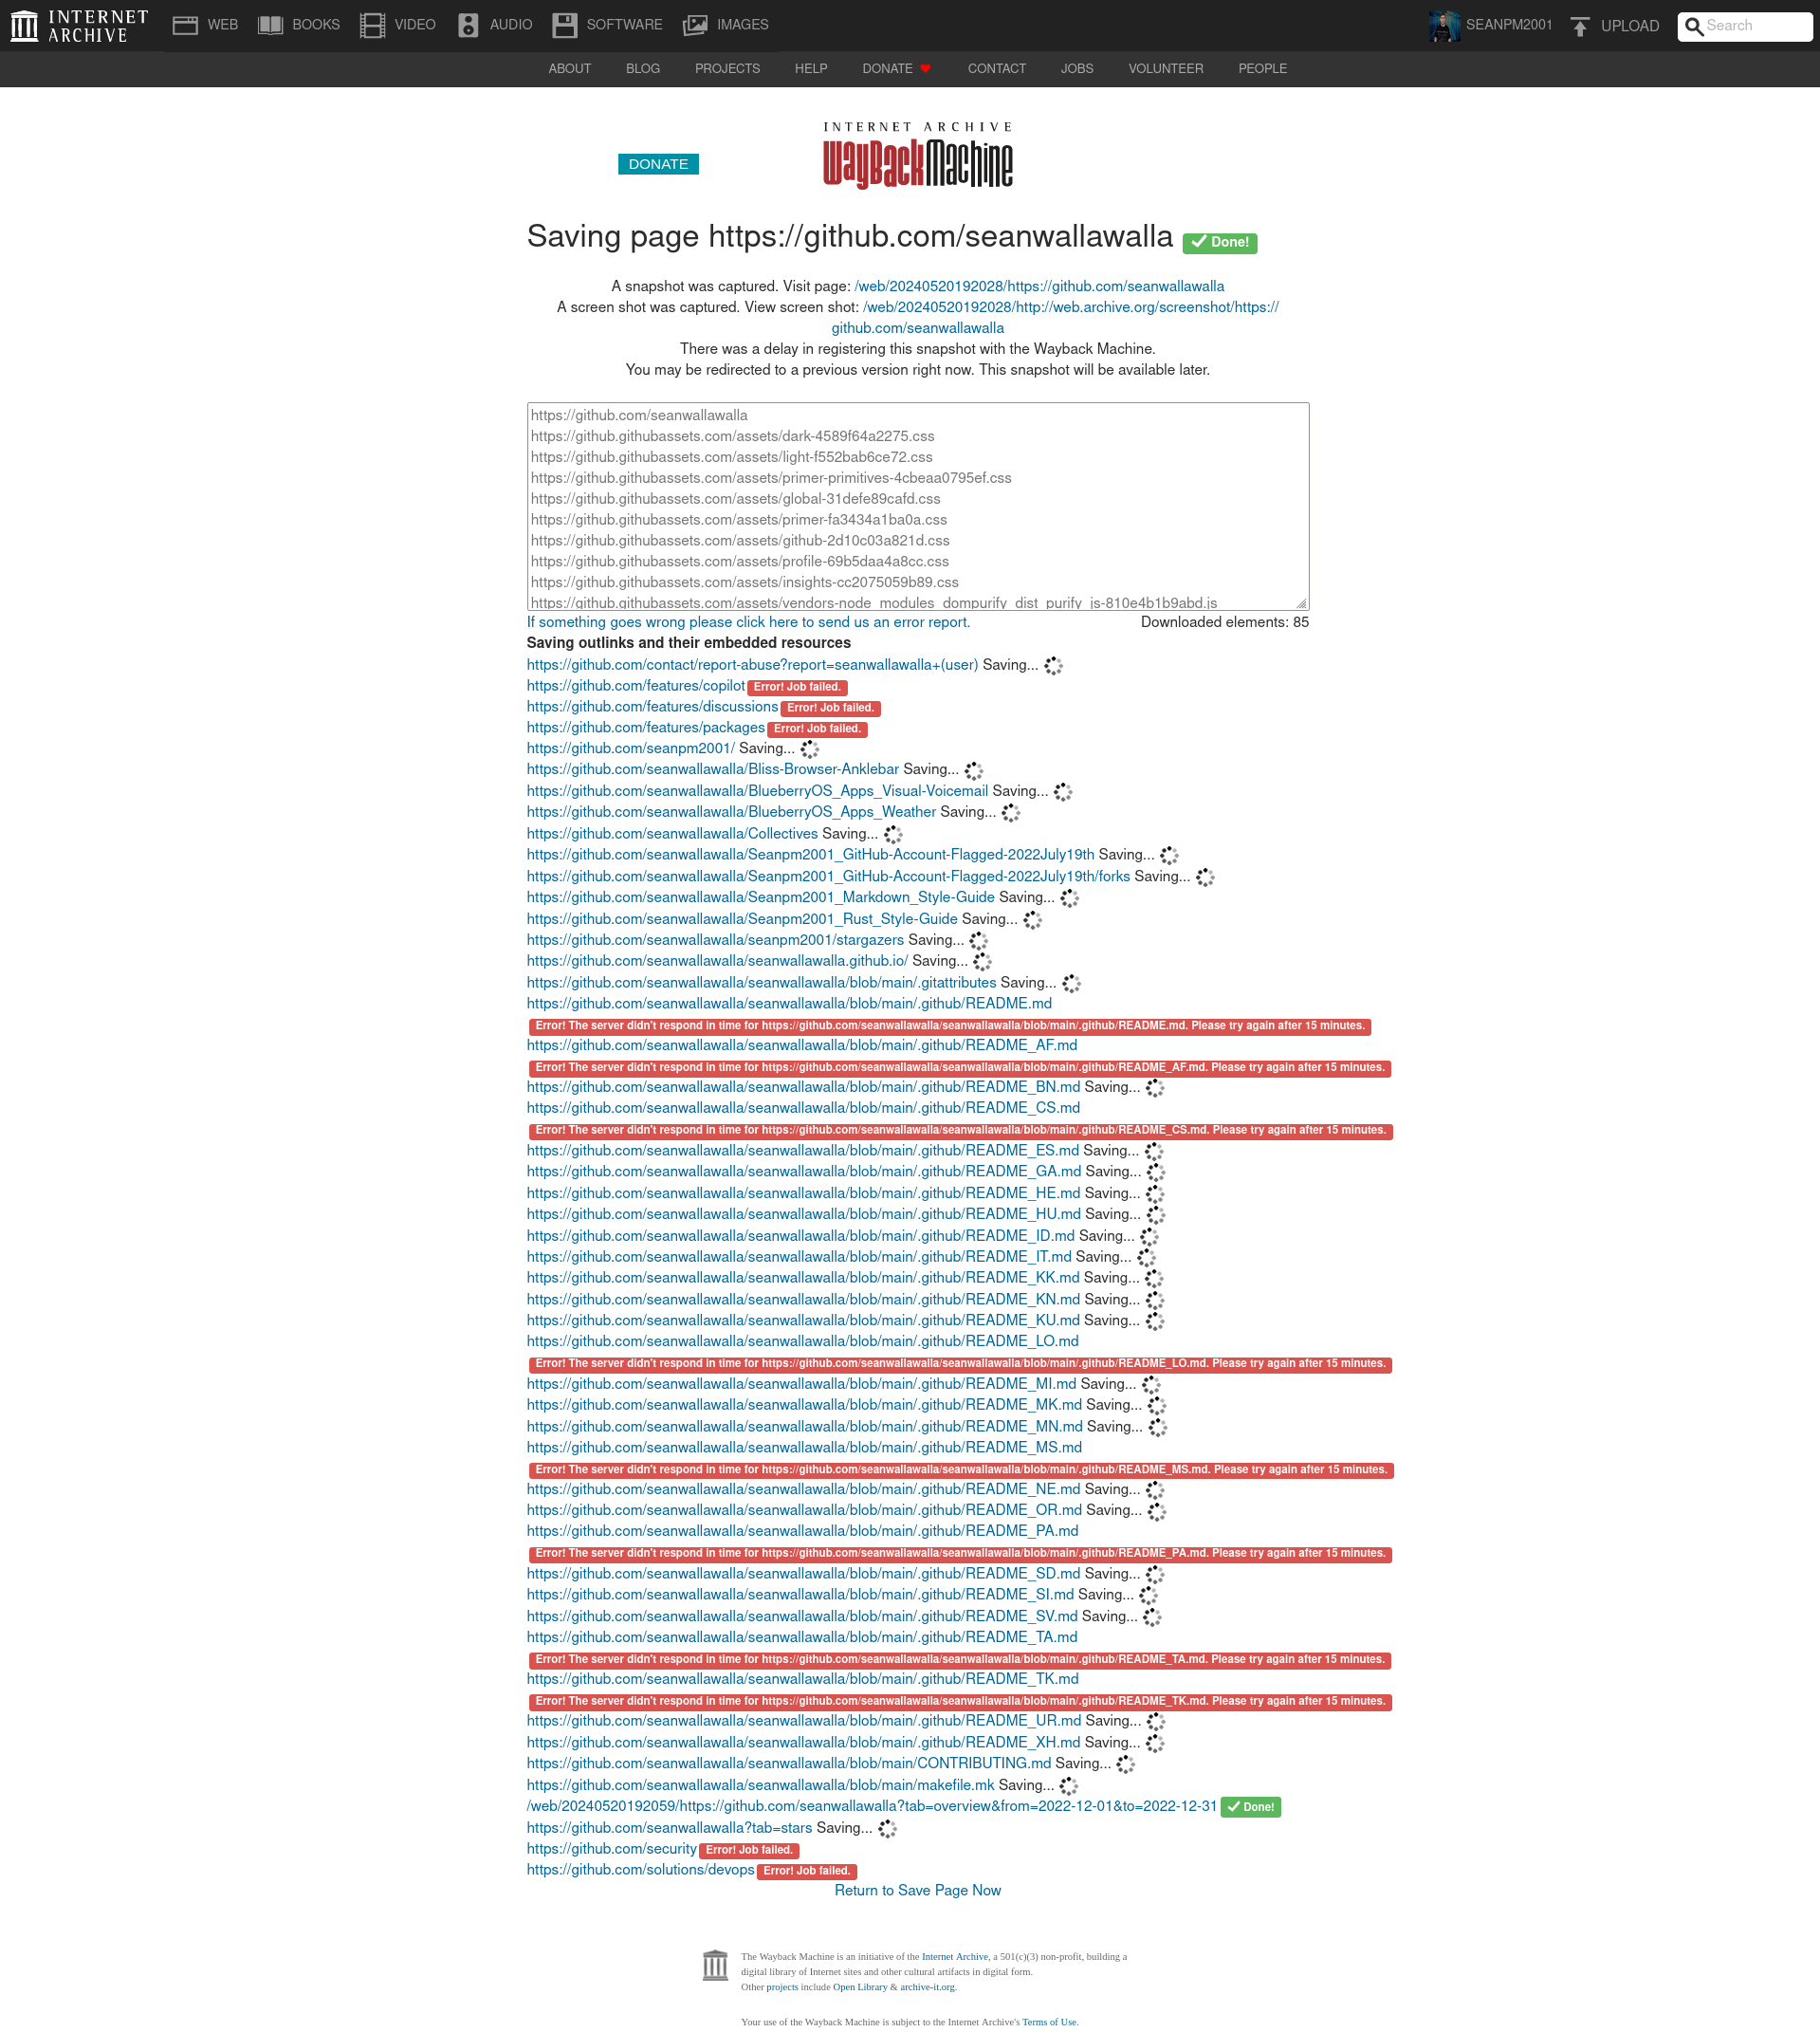 INTERNET ARCHIVE
WEB BOOKS VIDEO AUDIO SOFTWARE IMAGES SEANPM2001 UPLOAD Search
ABOUT BLOG PROJECTS HELP DONATE CONTACT JOBS VOLUNTEER PEOPLE
INTERNET ARCHIVE
DONATE WayBackMachine
Saving page https://github.com/seanwallawalla Done!
A snapshot was captured. Visit page: /web/20240520192028/https://github.com/seanwallawalla
A screen shot was captured. View screen shot: /web/20240520192028/http://web.archive.org/screenshot/https://
github.com/seanwallawalla
There was a delay in registering this snapshot with the Wayback Machine.
You may be redirected to a previous version right now. This snapshot will be available later.
https://github.com/seanwallawalla
https://github.githubassets.com/assets/dark-4589f64a2275.css
https://github.githubassets.com/assets/light-f552bab6ce72.css
https://github.githubassets.com/assets/primer-primitives-4cbeaa0795ef.css
https://github.githubassets.com/assets/global-31defe89cafd.css
https://github.githubassets.com/assets/primer-fa3434a1ba0a.css
https://github.githubassets.com/assets/github-2d10c03a821d.css
https://github.githubassets.com/assets/profile-69b5daa4a8cc.css
https://github.githubassets.com/assets/insights-cc2075059b89.css
https://github.githubassets.com/assets/vendors-node_modules_dompurify_dist_purify_js-810e4b1b9abd.js
If something goes wrong please click here to send us an error report. Downloaded elements: 85
Saving outlinks and their embedded resources
https://github.com/contact/report-abuse?report=seanwallawalla+(user) Saving...
https://github.com/features/copilot Error! Job failed.
https://github.com/features/discussions Error! Job failed.
https://github.com/features/packages Error! Job failed.
https://github.com/seanpm2001/ Saving...
https://github.com/seanwallawalla/Bliss-Browser-Anklebar Saving...
https://github.com/seanwallawalla/BlueberryOS_Apps_Visual-Voicemail Saving...
https://github.com/seanwallawalla/BlueberryOS_Apps_Weather Saving...
https://github.com/seanwallawalla/Collectives Saving...
https://github.com/seanwallawalla/Seanpm2001_GitHub-Account-Flagged-2022July19th Saving...
https://github.com/seanwallawalla/Seanpm2001_GitHub-Account-Flagged-2022July19th/forks Saving...
https://github.com/seanwallawalla/Seanpm2001_Markdown_Style-Guide Saving...
https://github.com/seanwallawalla/Seanpm2001_Rust_Style-Guide Saving...
https://github.com/seanwallawalla/seanpm2001/stargazers Saving...
https://github.com/seanwallawalla/seanwallawalla.github.io/ Saving...
https://github.com/seanwallawalla/seanwallawalla/blob/main/.gitattributes Saving...
https://github.com/seanwallawalla/seanwallawalla/blob/main/.github/README.md
Error! The server didn't respond in time for https://github.com/seanwallawalla/seanwallawalla/blob/main/.github/README.md. Please try again after 15 minutes.
https://github.com/seanwallawalla/seanwallawalla/blob/main/.github/README_AF.md
Error! The server didn't respond in time for https://github.com/seanwallawalla/seanwallawalla/blob/main/.github/README_AF.md. Please try again after 15 minutes.
https://github.com/seanwallawalla/seanwallawalla/blob/main/.github/README_BN.md Saving...
https://github.com/seanwallawalla/seanwallawalla/blob/main/.github/README_CS.md
Error! The server didn't respond in time for https://github.com/seanwallawalla/seanwallawalla/blob/main/.github/README_CS.md. Please try again after 15 minutes.
https://github.com/seanwallawalla/seanwallawalla/blob/main/.github/README_ES.md Saving...
https://github.com/seanwallawalla/seanwallawalla/blob/main/.github/README_GA.md Saving...
https://github.com/seanwallawalla/seanwallawalla/blob/main/.github/README_HE.md Saving...
https://github.com/seanwallawalla/seanwallawalla/blob/main/.github/README_HU.md Saving...
https://github.com/seanwallawalla/seanwallawalla/blob/main/.github/README_ID.md Saving...
https://github.com/seanwallawalla/seanwallawalla/blob/main/.github/README_IT.md Saving...
https://github.com/seanwallawalla/seanwallawalla/blob/main/.github/README_KK.md Saving...
https://github.com/seanwallawalla/seanwallawalla/blob/main/.github/README_KN.md Saving...
https://github.com/seanwallawalla/seanwallawalla/blob/main/.github/README_KU.md Saving...
https://github.com/seanwallawalla/seanwallawalla/blob/main/.github/README_LO.md
Error! The server didn't respond in time for https://github.com/seanwallawalla/seanwallawalla/blob/main/.github/README_LO.md. Please try again after 15 minutes.
https://github.com/seanwallawalla/seanwallawalla/blob/main/.github/README_MI.md Saving...
https://github.com/seanwallawalla/seanwallawalla/blob/main/.github/README_MK.md Saving...
https://github.com/seanwallawalla/seanwallawalla/blob/main/.github/README_MN.md Saving...
https://github.com/seanwallawalla/seanwallawalla/blob/main/.github/README_MS.md
Error! The server didn't respond in time for https://github.com/seanwallawalla/seanwallawalla/blob/main/.github/README_MS.md. Please try again after 15 minutes.
https://github.com/seanwallawalla/seanwallawalla/blob/main/.github/README_NE.md Saving...
https://github.com/seanwallawalla/seanwallawalla/blob/main/.github/README_OR.md Saving...
https://github.com/seanwallawalla/seanwallawalla/blob/main/.github/README_PA.md
Error! The server didn't respond in time for https://github.com/seanwallawalla/seanwallawalla/blob/main/.github/README_PA.md. Please try again after 15 minutes.
https://github.com/seanwallawalla/seanwallawalla/blob/main/.github/README_SD.md Saving...
https://github.com/seanwallawalla/seanwallawalla/blob/main/.github/README_SI.md Saving...
https://github.com/seanwallawalla/seanwallawalla/blob/main/.github/README_SV.md Saving...
https://github.com/seanwallawalla/seanwallawalla/blob/main/.github/README_TA.md
Error! The server didn't respond in time for https://github.com/seanwallawalla/seanwallawalla/blob/main/.github/README_TA.md. Please try again after 15 minutes.
https://github.com/seanwallawalla/seanwallawalla/blob/main/.github/README_TK.md
Error! The server didn't respond in time for https://github.com/seanwallawalla/seanwallawalla/blob/main/.github/README_TK.md. Please try again after 15 minutes.
https://github.com/seanwallawalla/seanwallawalla/blob/main/.github/README_UR.md Saving...
https://github.com/seanwallawalla/seanwallawalla/blob/main/.github/README_XH.md Saving...
https://github.com/seanwallawalla/seanwallawalla/blob/main/CONTRIBUTING.md Saving...
https://github.com/seanwallawalla/seanwallawalla/blob/main/makefile.mk Saving...
/web/20240520192059/https://github.com/seanwallawalla?tab=overview&from=2022-12-01&to=2022-12-31 Done!
https://github.com/seanwallawalla?tab=stars Saving...
https://github.com/security Error! Job failed.
https://github.com/solutions/devops Error! Job failed.
Return to Save Page Now
The Wayback Machine is an initiative of the Internet Archive, a 501(c)(3) non-profit, building a
digital library of Internet sites and other cultural artifacts in digital form.
Other projects include Open Library & archive-it.org.
Your use of the Wayback Machine is subject to the Internet Archive's Terms of Use.